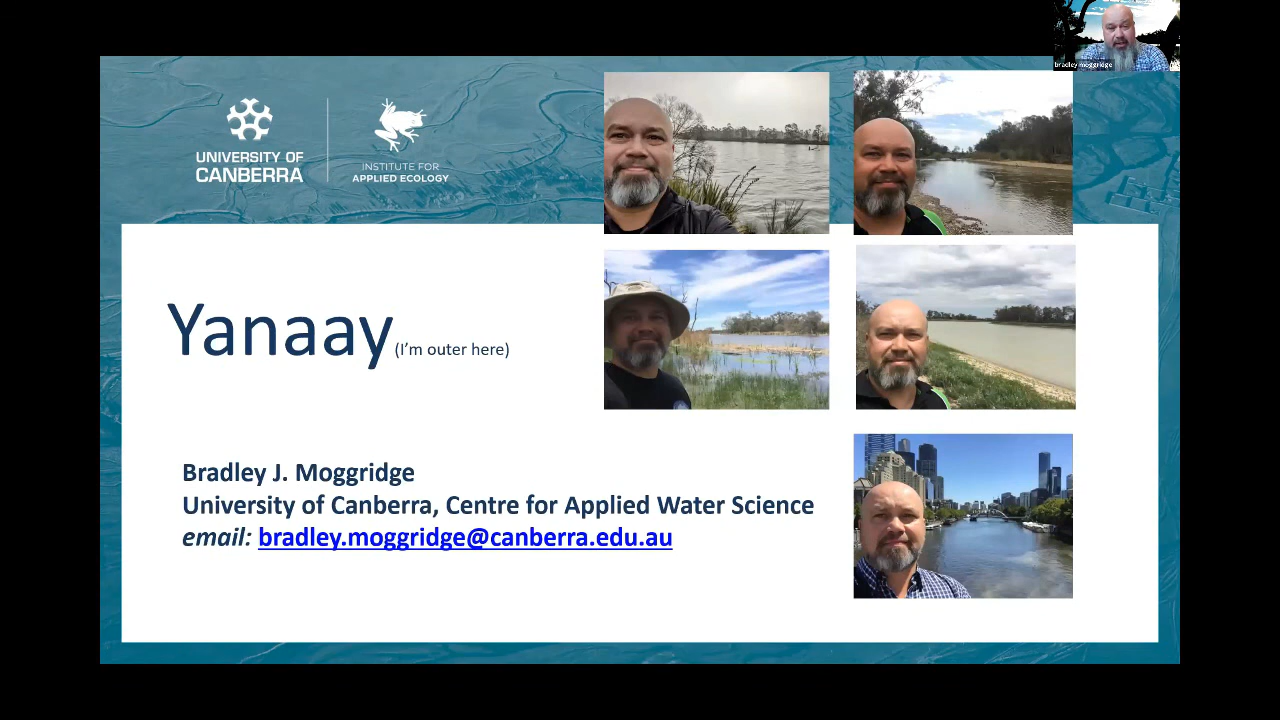 bradley moggridge
UNIVERSITY OF
CANBERRA
INSTITUTE FOR
APPLIED ECOLOGY
Yanaay (I'm outer here)
Bradley J. Moggridge
University of Canberra, Centre for Applied Water Science
email: bradley.moggridge@canberra.edu.au